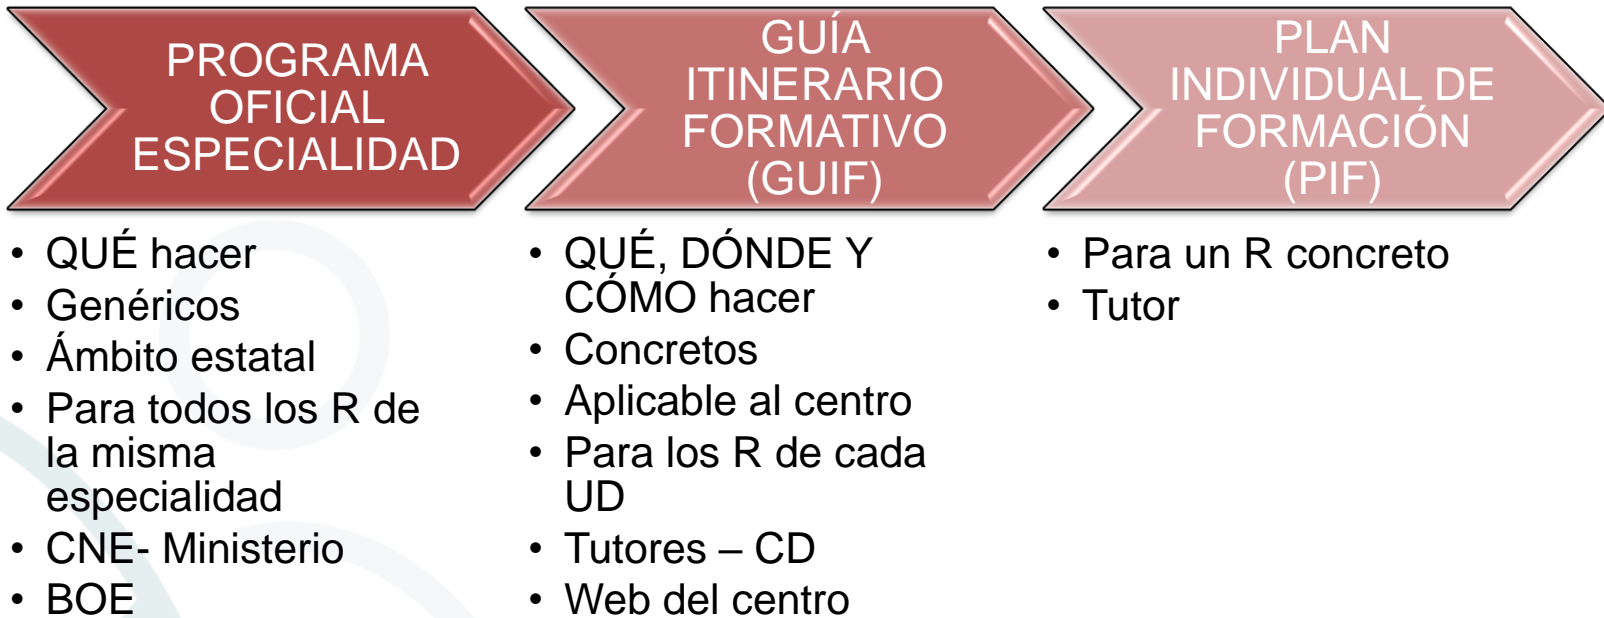 PROGRAMA
OFICIAL
ESPECIALIDAD
• QUÉ hacer
• Genéricos
• Ámbito estatal
• Para todos los R de
la misma
especialidad
• CNE- Ministerio
• BOE
GUÍA
ITINERARIO
FORMATIVO
(GUIF)
• QUÉ, DÓNDE Y
CÓMO hacer
• Concretos
• Aplicable al centro
• Para los R de cada
UD
• Tutores – CD
• Web del centro
PLAN
INDIVIDUAL DE
FORMACIÓN
(PIF)
• Para un R concreto
• Tutor